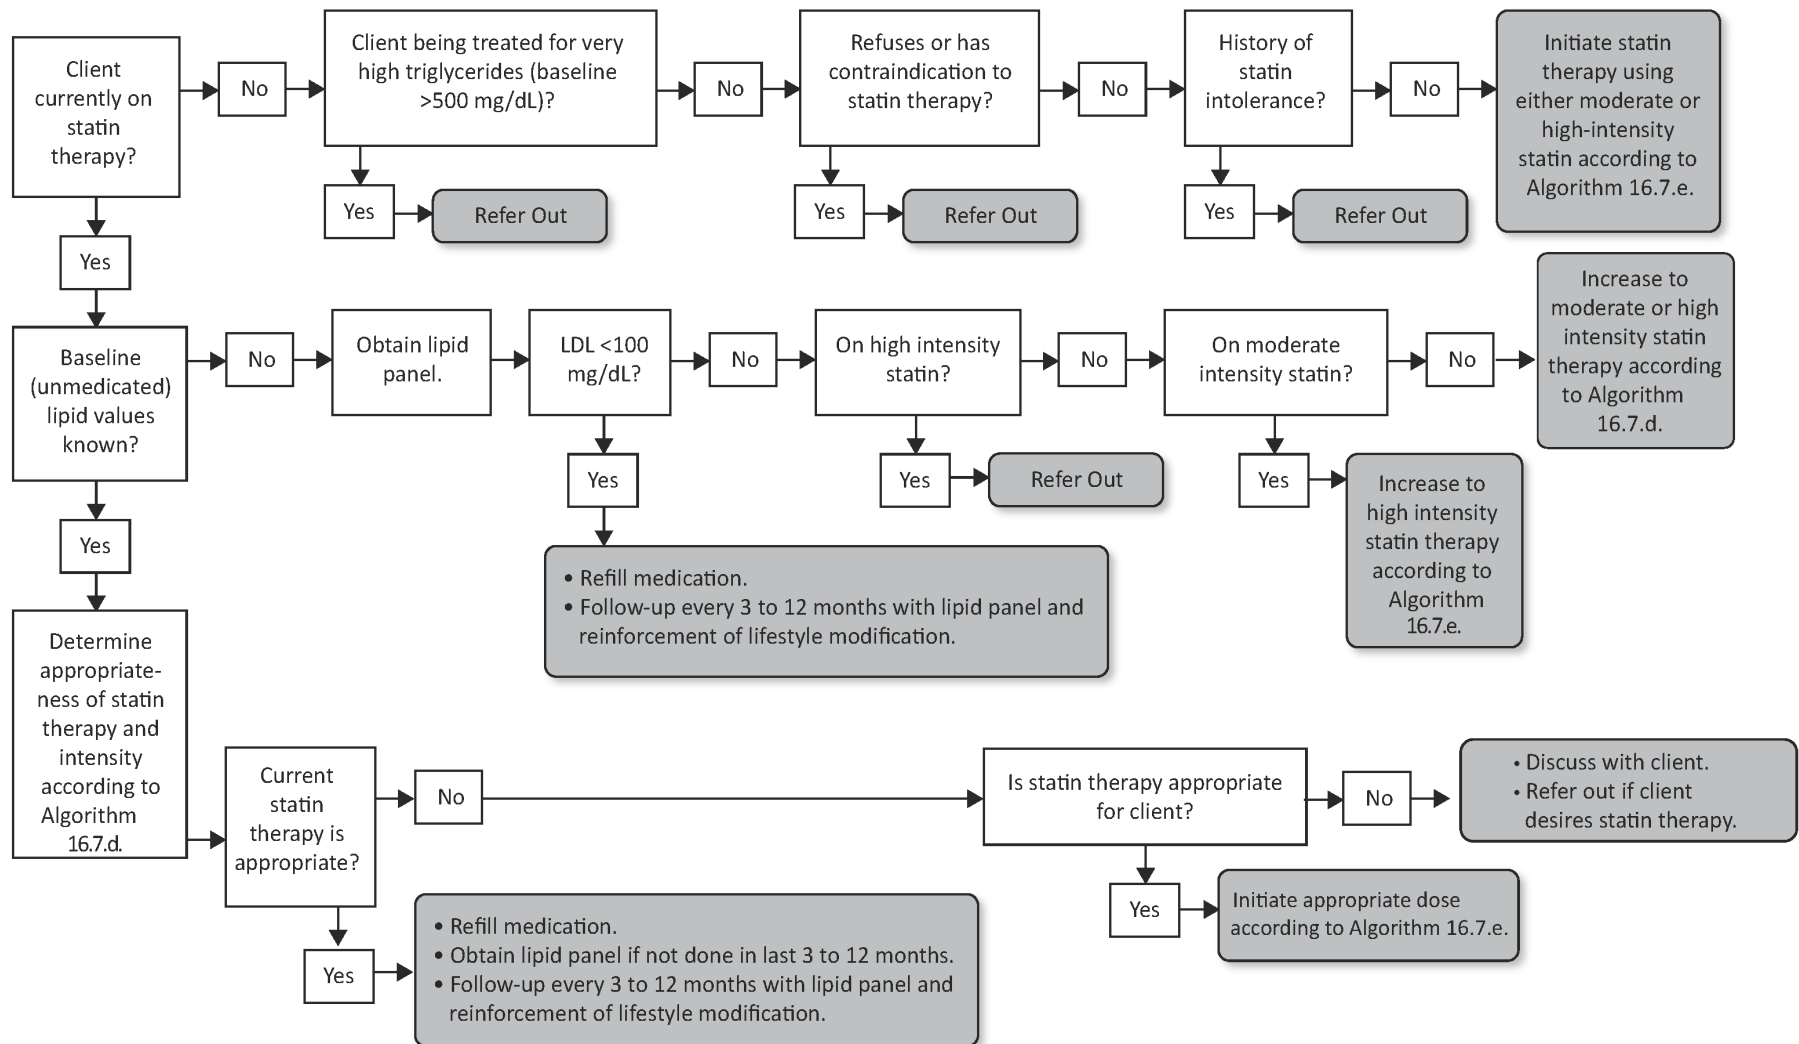 Client
currently on
statin
therapy?
No
Client being treated for very
high triglycerides (baseline
>500 mg/dL)?
No
Refuses or has
contraindication to
statin therapy?
No
History of
statin
intolerance?
No
Initiate statin
therapy using
either moderate or
high-intensity
statin according to
Algorithm 16.7.e.
Yes
Refer Out
Yes
Refer Out
Yes
Refer Out
Yes
Baseline
(unmedicated)
lipid values
known?
No
Obtain lipid
panel.
LDL <100
mg/dL?
No
On high intensity
statin?
No
On moderate
intensity statin?
No
Increase to
moderate or high
intensity statin
therapy according
to Algorithm
16.7.d.
Yes
Yes
Refer Out
Yes
Increase to
high intensity
statin therapy
according to
Algorithm
16.7.e.
• Refill medication.
• Follow-up every 3 to 12 months with lipid panel and
reinforcement of lifestyle modification.
Yes
Determine
appropriate-
ness of statin
therapy and
intensity
according to
Algorithm
16.7.d.
Current
statin
therapy is
appropriate?
No
Is statin therapy appropriate
for client?
No
• Discuss with client.
• Refer out if client
desires statin therapy.
Yes
Initiate appropriate dose
according to Algorithm 16.7.e.
Yes
• Refill medication.
• Obtain lipid panel if not done in last 3 to 12 months.
• Follow-up every 3 to 12 months with lipid panel and
reinforcement of lifestyle modification.